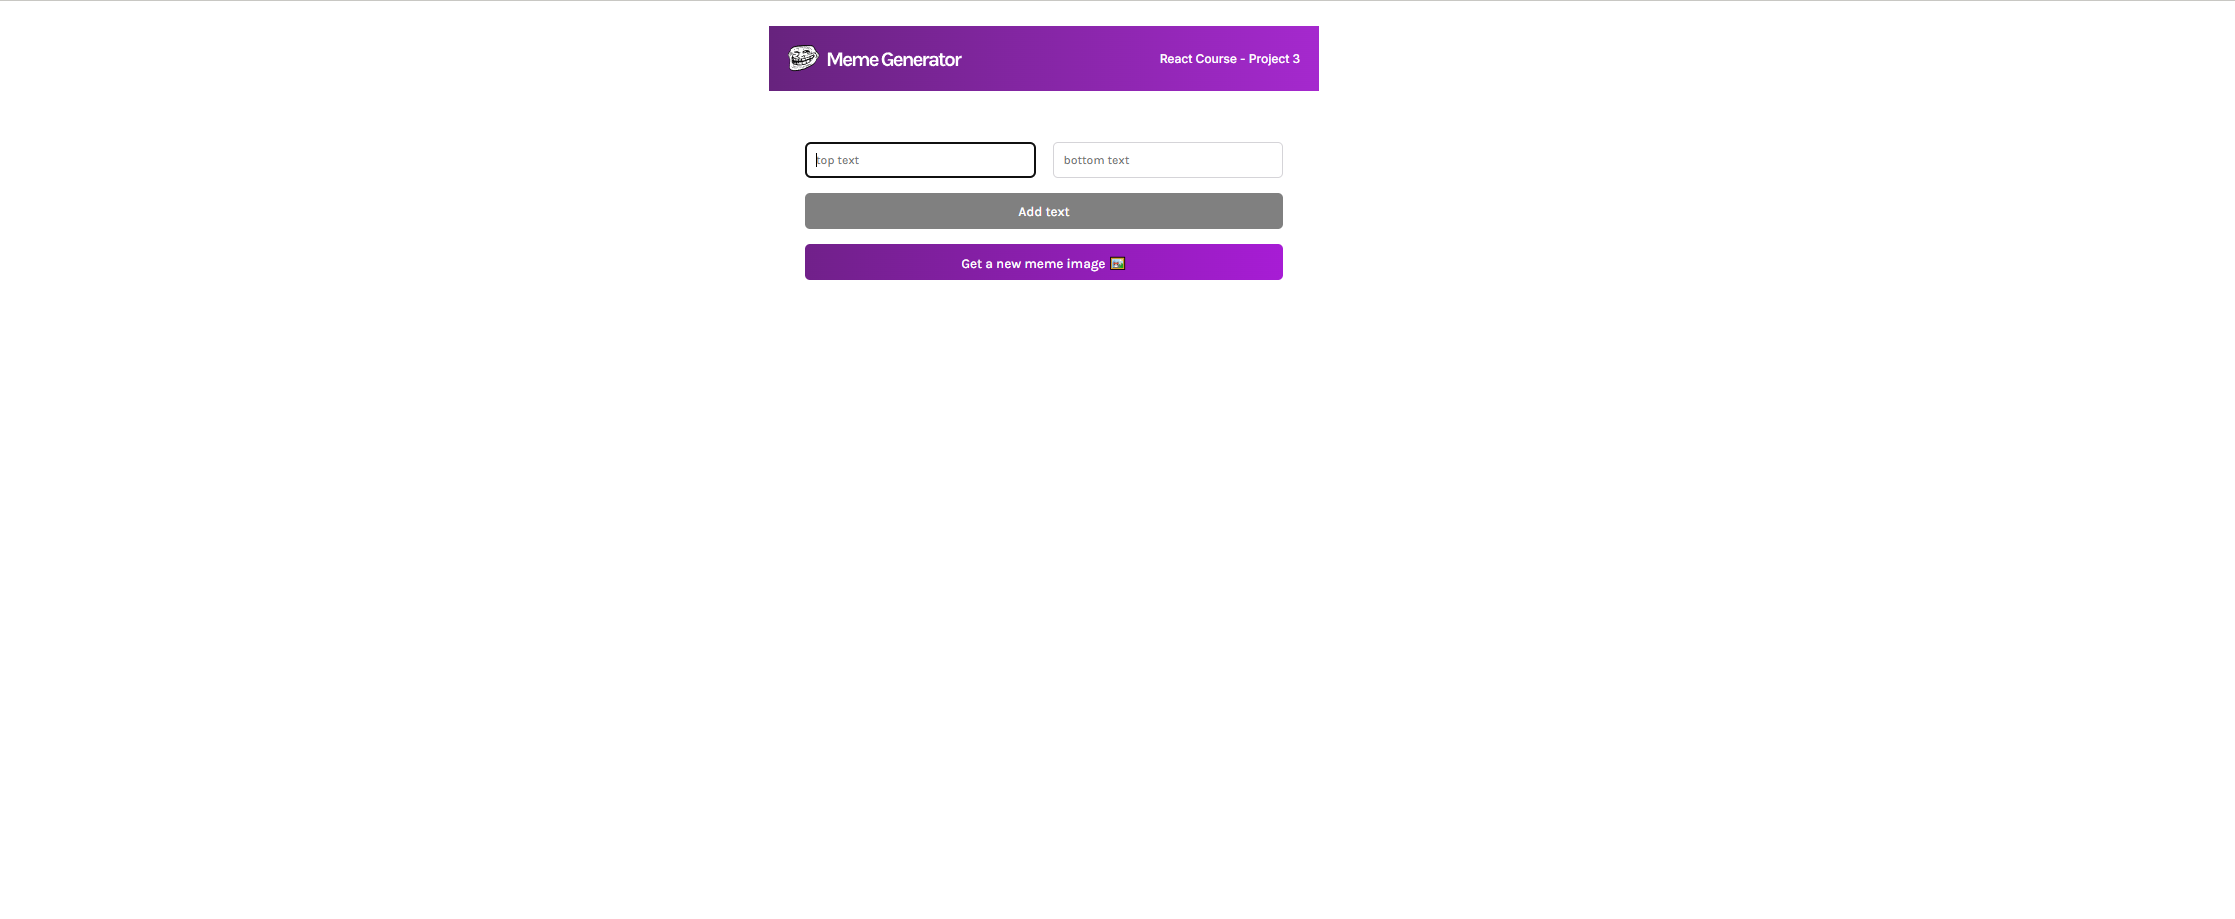 Meme Generator
React Course - Project 3
top text
bottom text
Add text
Get a new meme image